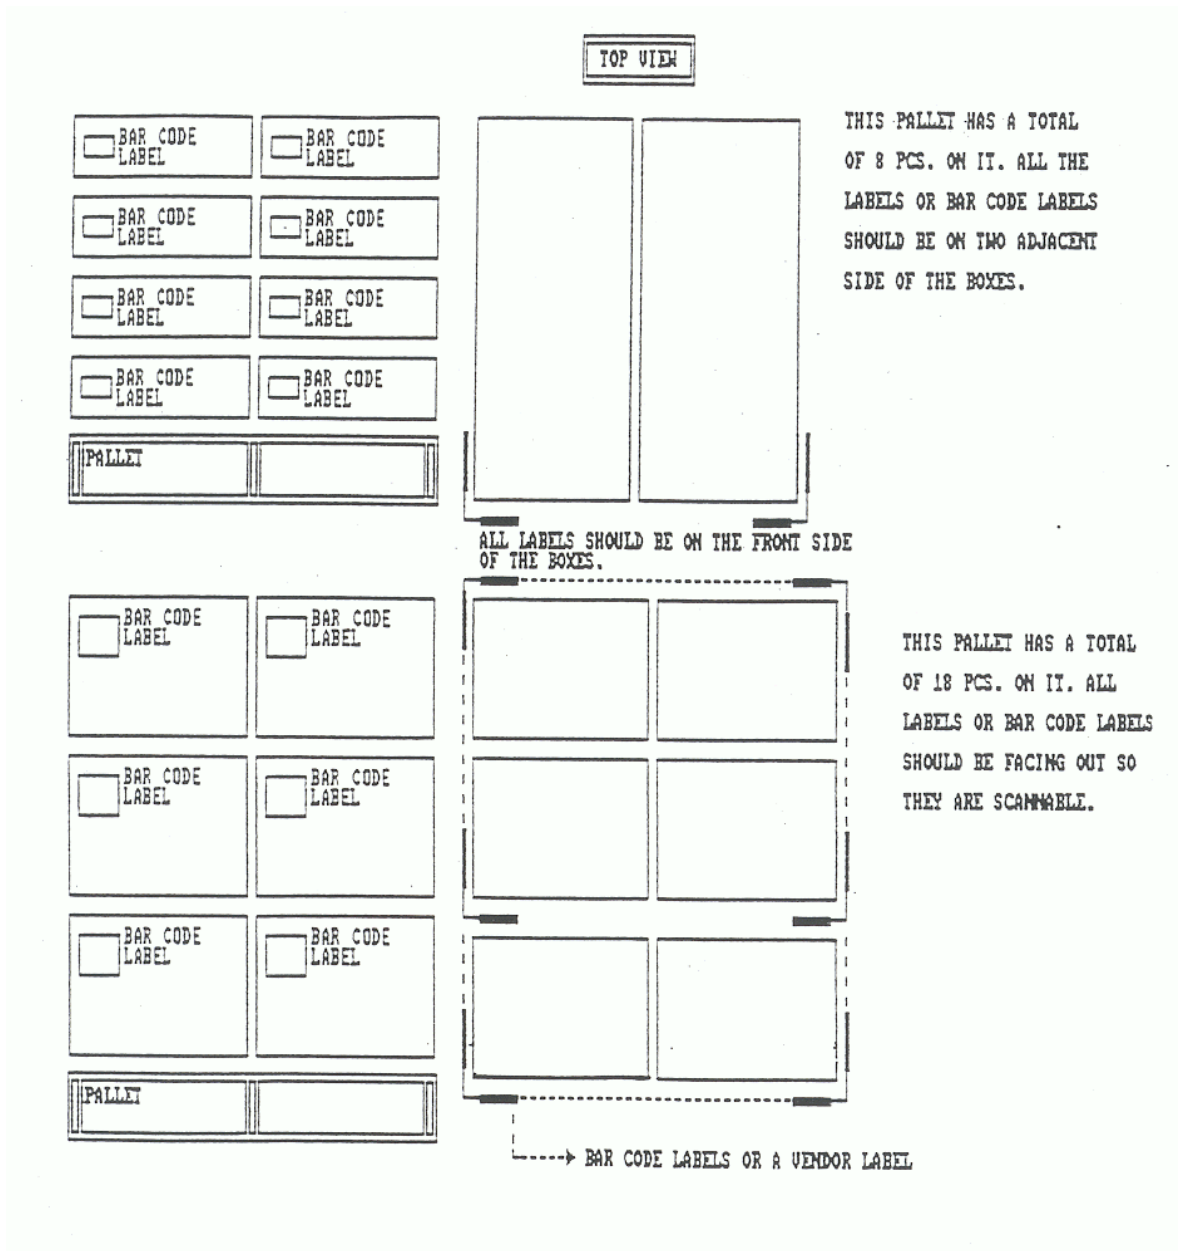 TOP VIEW
BAR CODE
LABEL
BAR CODE
LABEL
BAR CODE
LABEL
BAR CODE
LABEL
BAR CODE
LABEL
BAR CODE
LABEL
BAR CODE
LABEL
BAR CODE
LABEL
PALLET
THIS PALLET HAS A TOTAL
OF 8 PCS. ON IT. ALL THE
LABELS OR BAR CODE LABELS
SHOULD BE ON TWO ADJACENT
SIDE OF THE BOXES.
ALL LABELS SHOULD BE ON THE FRONT SIDE
OF THE BOXES.
BAR CODE
LABEL
BAR CODE
LABEL
BAR CODE
LABEL
BAR CODE
LABEL
BAR CODE
LABEL
BAR CODE
LABEL
PALLET
THIS PALLET HAS A TOTAL
OF 18 PCS. ON IT. ALL
LABELS OR BAR CODE LABELS
SHOULD BE FACING OUT SO
THEY ARE SCANNABLE.
BAR CODE LABELS OR A VENDOR LABEL